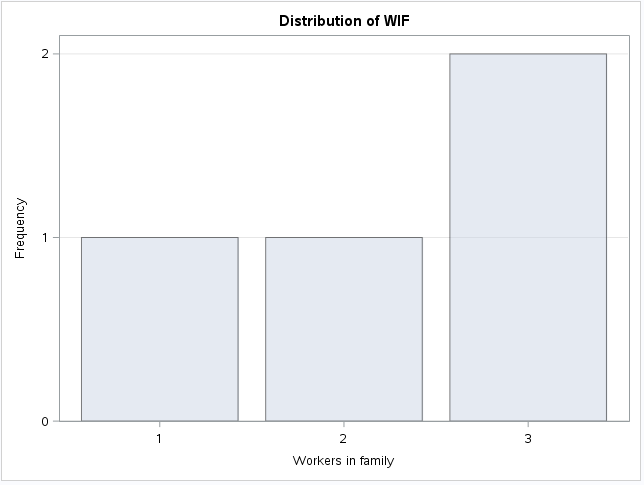 Distribution of WIF
2
1
0
Frequency
1 2 3
Workers in family